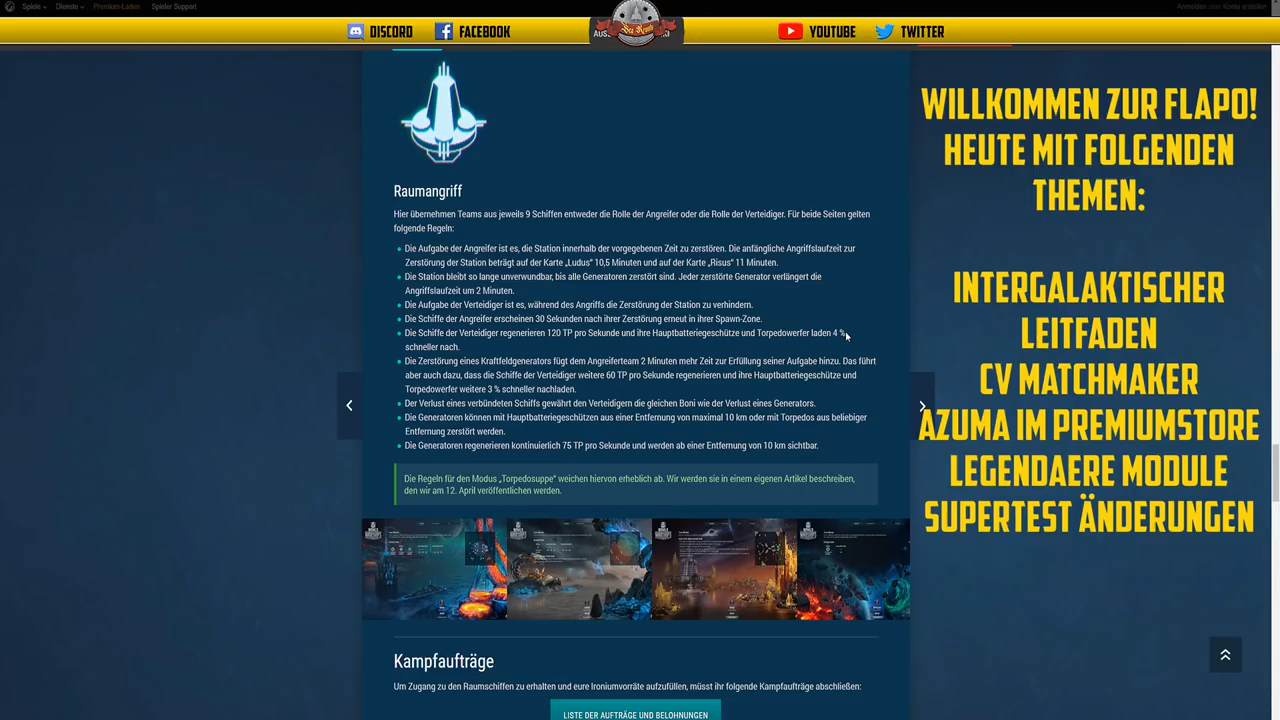 Spiele
Dienste
Premium-Laden
Spieler Support
Anmelden oder Konto erstellen
DISCORD
FACEBOOK
YOUTUBE
TWITTER
WILLKOMMEN ZUR FLAPO!
HEUTE MIT FOLGENDEN
THEMEN:
INTERGALAKTISCHER
LEITFADEN
CV MATCHMAKER
AZUMA IM PREMIUMSTORE
LEGENDAERE MODULE
SUPERTEST ÄNDERUNGEN
Raumangriff
Hier übernehmen Teams aus jeweils 9 Schiffen entweder die Rolle der Angreifer oder die Rolle der Verteidiger. Für beide Seiten gelten
folgende Regeln:
Die Aufgabe der Angreifer ist es, die Station innerhalb der vorgegebenen Zeit zu zerstören. Die anfängliche Angriffslaufzeit zur
Zerstörung der Station beträgt auf der Karte „Ludus" 10,5 Minuten und auf der Karte „Risus" 11 Minuten.
Die Station bleibt so lange unverwundbar, bis alle Generatoren zerstört sind. Jeder zerstörte Generator verlängert die
Angriffslaufzeit um 2 Minuten.
Die Aufgabe der Verteidiger ist es, während des Angriffs die Zerstörung der Station zu verhindern.
Die Schiffe der Angreifer erscheinen 30 Sekunden nach ihrer Zerstörung erneut in ihrer Spawn-Zone.
Die Schiffe der Verteidiger regenerieren 120 TP pro Sekunde und ihre Hauptbatteriegeschütze und Torpedowerfer laden 4 %
schneller nach.
Die Zerstörung eines Kraftfeldgenerators fügt dem Angreiferteam 2 Minuten mehr Zeit zur Erfüllung seiner Aufgabe hinzu. Das führt
aber auch dazu, dass die Schiffe der Verteidiger weitere 60 TP pro Sekunde regenerieren und ihre Hauptbatteriegeschütze und
Torpedowerfer weitere 3 % schneller nachladen.
Der Verlust eines verbündeten Schiffs gewährt den Verteidigern die gleichen Boni wie der Verlust eines Generators.
Die Generatoren können mit Hauptbatteriegeschützen aus einer Entfernung von maximal 10 km oder mit Torpedos aus beliebiger
Entfernung zerstört werden.
Die Generatoren regenerieren kontinuierlich 75 TP pro Sekunde und werden ab einer Entfernung von 10 km sichtbar.
Die Regeln für den Modus „Torpedosuppe" weichen hiervon erheblich ab. Wir werden sie in einem eigenen Artikel beschreiben,
den wir am 12. April veröffentlichen werden.
Kampfaufträge
Um Zugang zu den Raumschiffen zu erhalten und eure Ironiumvorräte aufzufüllen, müsst ihr folgende Kampfaufträge abschließen:
LISTE DER AUFTRÄGE UND BELOHNUNGEN